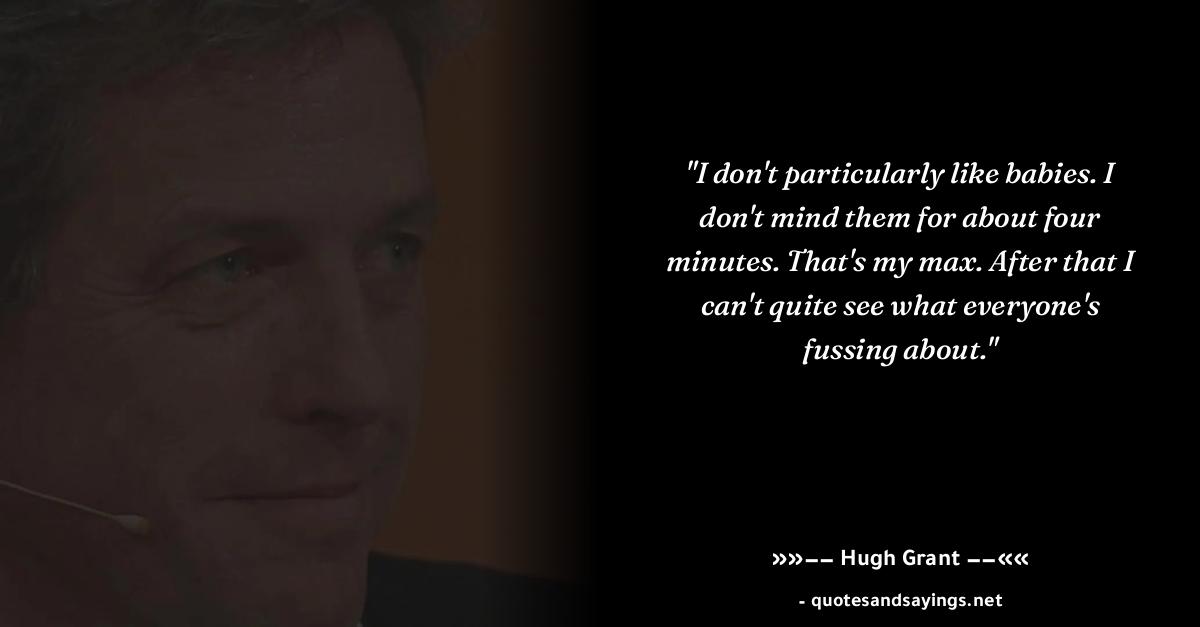 "I don't particularly like babies. I
don't mind them for about four
minutes. That's my max. After that I
can't quite see what everyone's
fussing about."
»»−− Hugh Grant −−««
- quotesandsayings.net